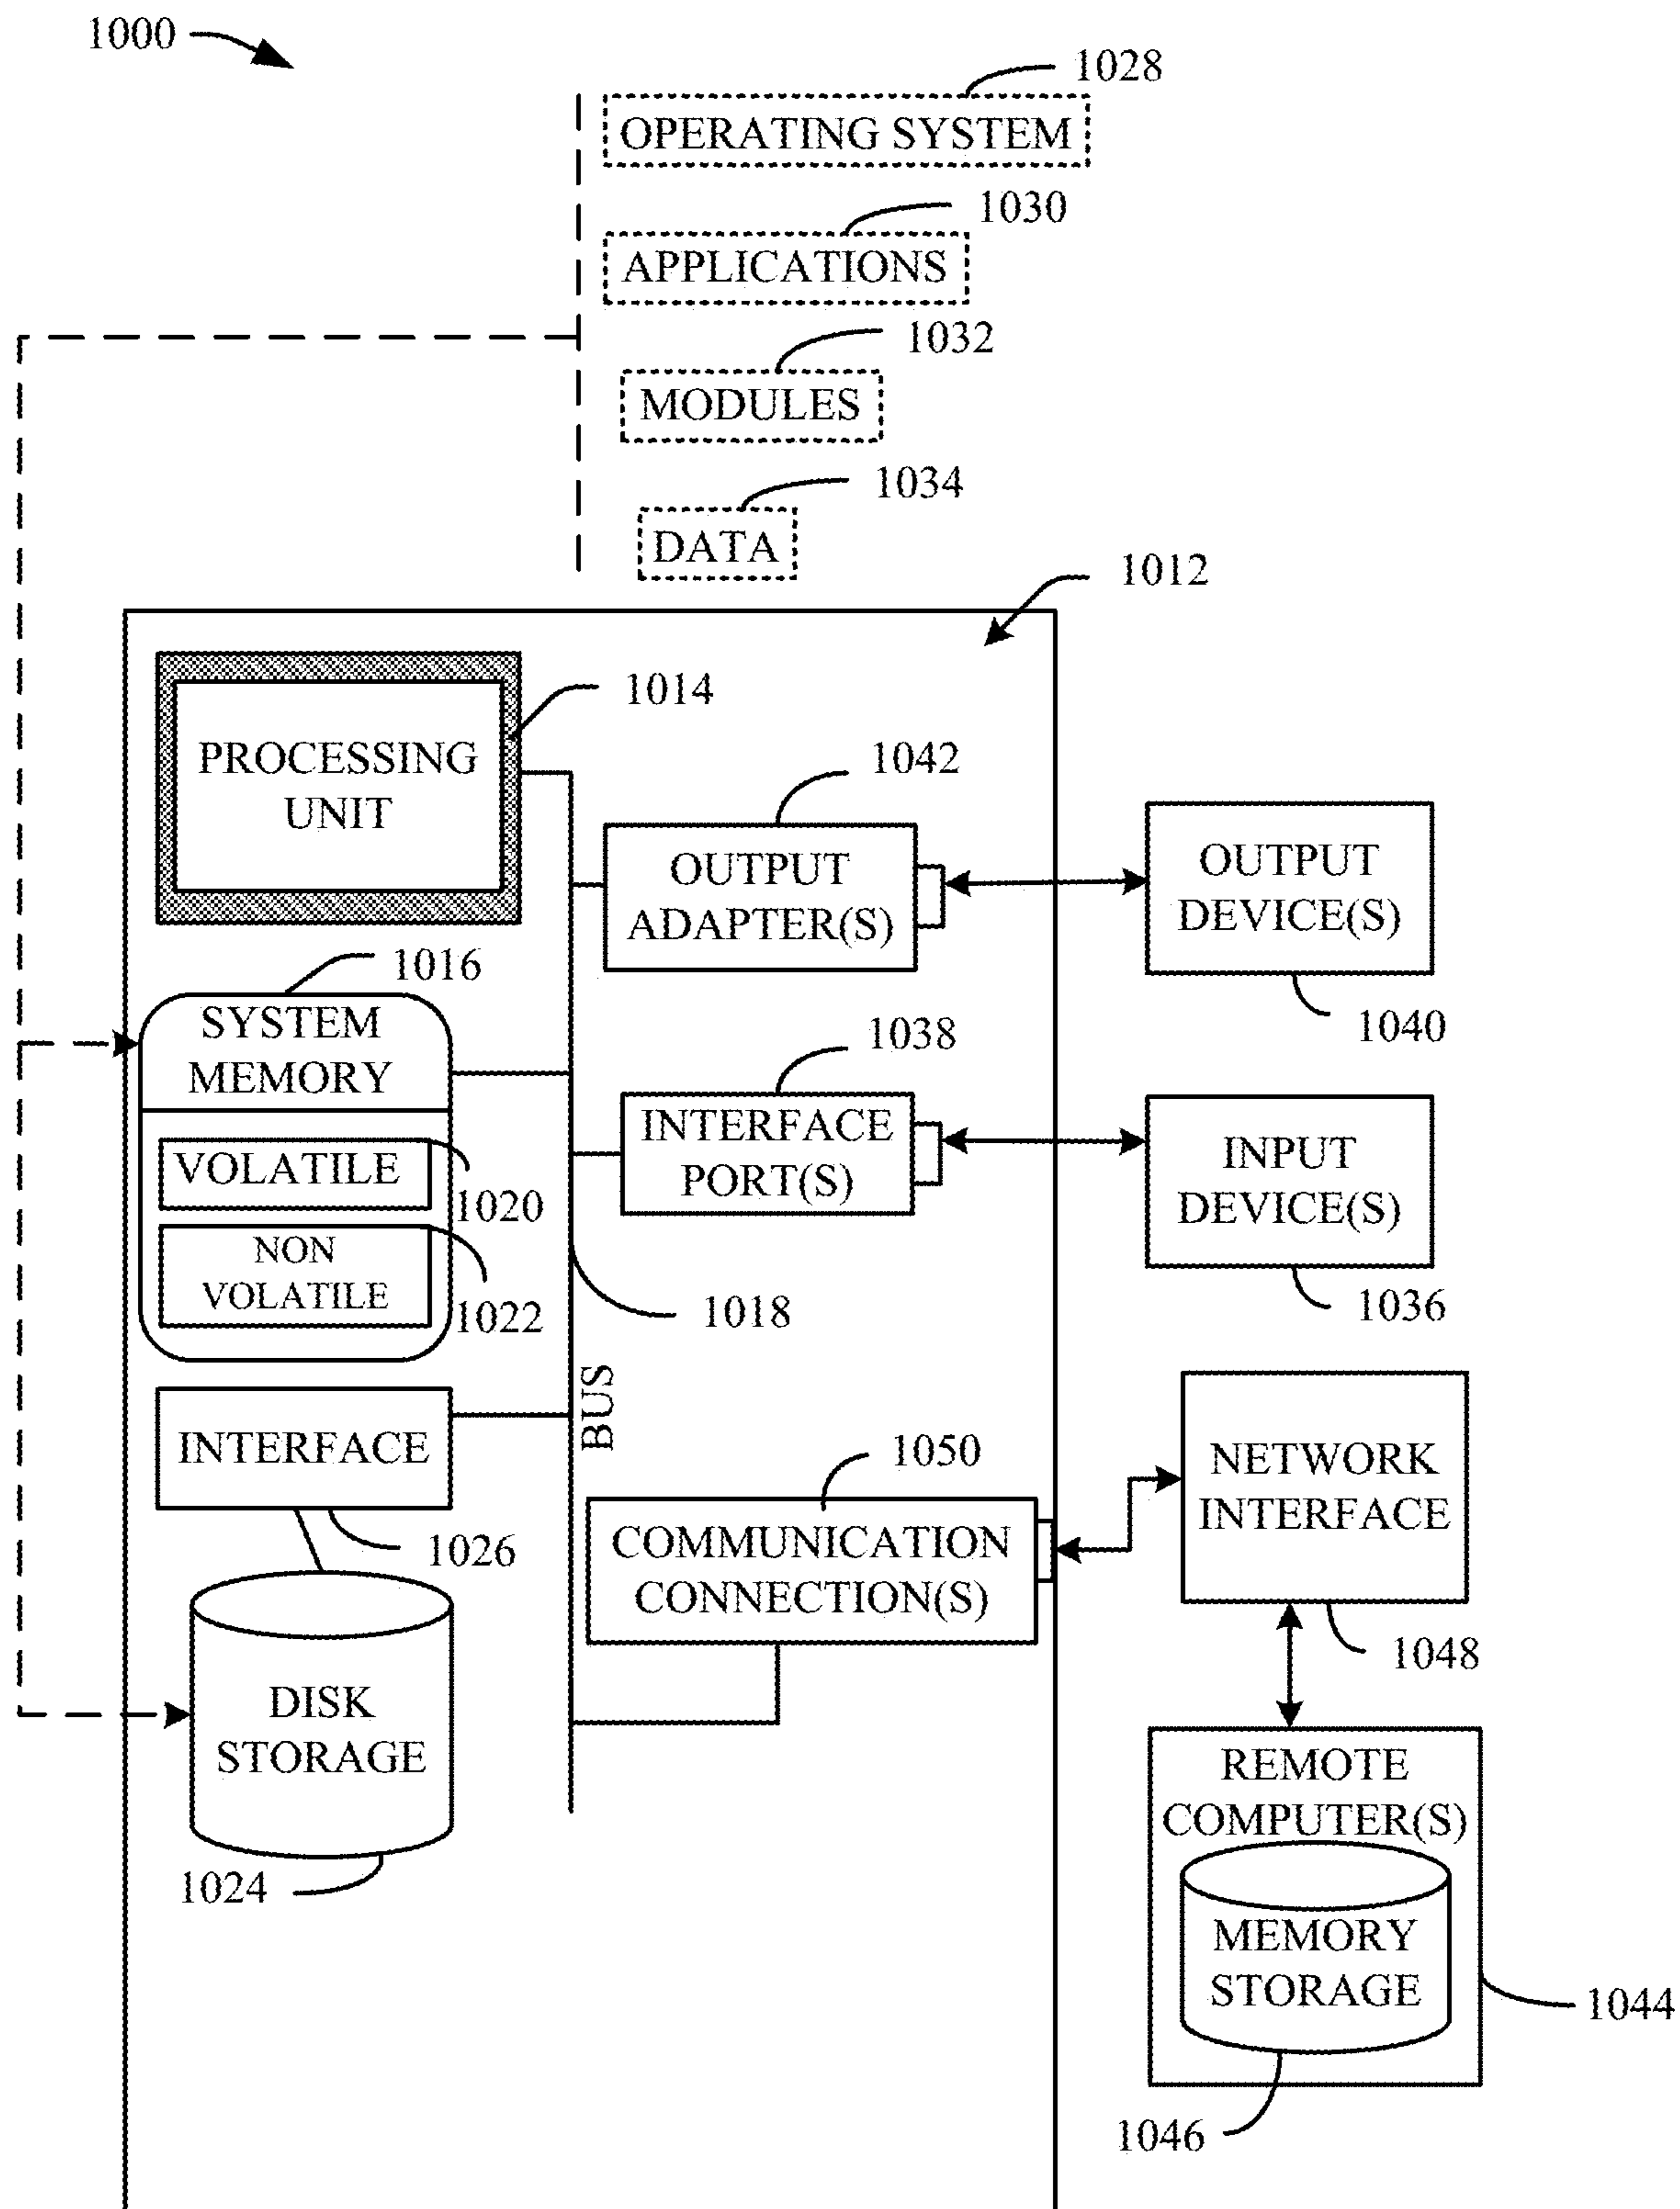 1000
1028
OPERATING SYSTEM
1030
APPLICATIONS
1032
MODULES
1034
DATA
1012
1014
PROCESSING
UNIT
1042
OUTPUT
ADAPTER(S)
OUTPUT
DEVICE(S)
1040
1016
SYSTEM
MEMORY
VOLATILE
1020
NON
VOLATILE
1022
1038
INTERFACE
PORT(S)
INPUT
DEVICE(S)
1036
1018
BUS
INTERFACE
1026
1050
COMMUNICATION
CONNECTION(S)
NETWORK
INTERFACE
1048
DISK
STORAGE
1024
REMOTE
COMPUTER(S)
MEMORY
STORAGE
1044
1046